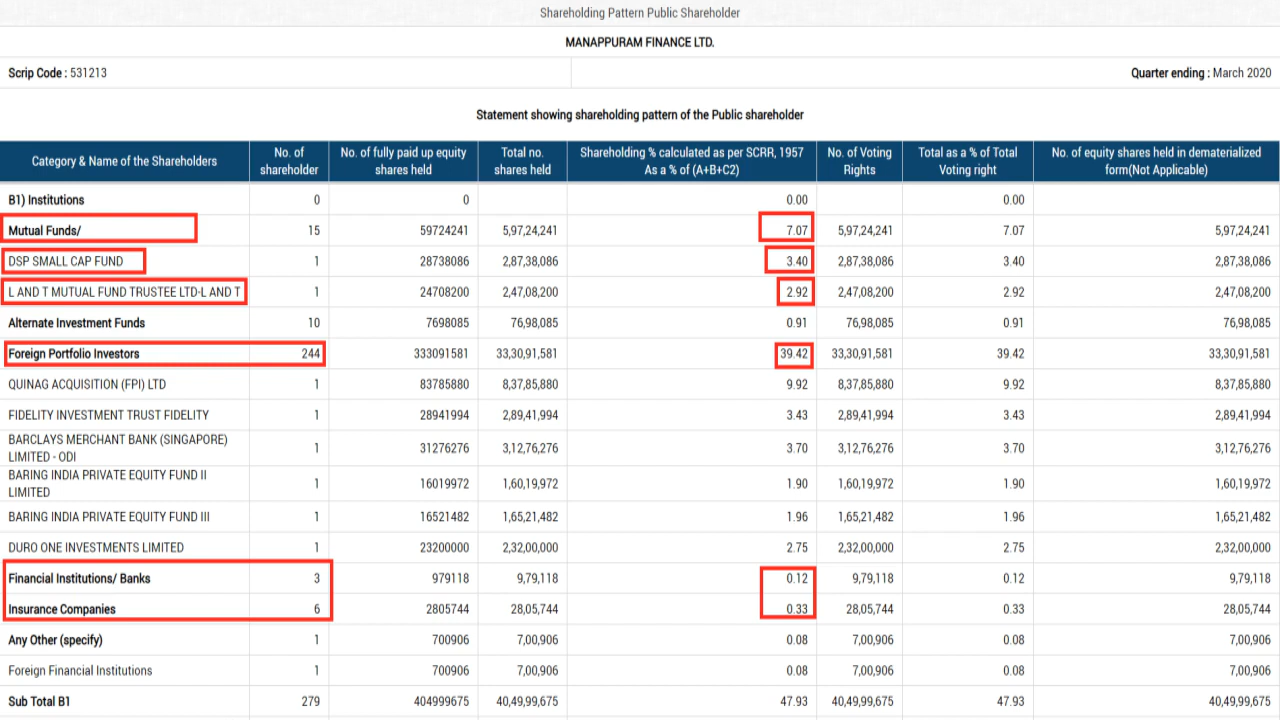 Shareholding Pattern Public Shareholder
MANAPPURAM FINANCE LTD.
Scrip Code : 531213 Quarter ending : March 2020
Statement showing shareholding pattern of the Public shareholder
Category & Name of the Shareholders No. of shareholder No. of fully paid up equity shares held Total no. shares held Shareholding % calculated as per SCRR, 1957 As a % of (A+B+C2) No. of Voting Rights Total as a % of Total Voting right No. of equity shares held in dematerialized form(Not Applicable)
B1) Institutions 0 0 0.00 0.00
Mutual Funds/ 15 59724241 5,97,24,241 7.07 5,97,24,241 7.07 5,97,24,241
DSP SMALL CAP FUND 1 28738086 2,87,38,086 3.40 2,87,38,086 3.40 2,87,38,086
L AND T MUTUAL FUND TRUSTEE LTD-L AND T 1 24708200 2,47,08,200 2.92 2,47,08,200 2.92 2,47,08,200
Alternate Investment Funds 10 7698085 76,98,085 0.91 76,98,085 0.91 76,98,085
Foreign Portfolio Investors 244 333091581 33,30,91,581 39.42 33,30,91,581 39.42 33,30,91,581
QUINAG ACQUISITION (FPI) LTD 1 83785880 8,37,85,880 9.92 8,37,85,880 9.92 8,37,85,880
FIDELITY INVESTMENT TRUST FIDELITY 1 28941994 2,89,41,994 3.43 2,89,41,994 3.43 2,89,41,994
BARCLAYS MERCHANT BANK (SINGAPORE) LIMITED - ODI 1 31276276 3,12,76,276 3.70 3,12,76,276 3.70 3,12,76,276
BARING INDIA PRIVATE EQUITY FUND II LIMITED 1 16019972 1,60,19,972 1.90 1,60,19,972 1.90 1,60,19,972
BARING INDIA PRIVATE EQUITY FUND III 1 16521482 1,65,21,482 1.96 1,65,21,482 1.96 1,65,21,482
DURO ONE INVESTMENTS LIMITED 1 23200000 2,32,00,000 2.75 2,32,00,000 2.75 2,32,00,000
Financial Institutions/ Banks 3 979118 9,79,118 0.12 9,79,118 0.12 9,79,118
Insurance Companies 6 2805744 28,05,744 0.33 28,05,744 0.33 28,05,744
Any Other (specify) 1 700906 7,00,906 0.08 7,00,906 0.08 7,00,906
Foreign Financial Institutions 1 700906 7,00,906 0.08 7,00,906 0.08 7,00,906
Sub Total B1 279 404999675 40,49,99,675 47.93 40,49,99,675 47.93 40,49,99,675